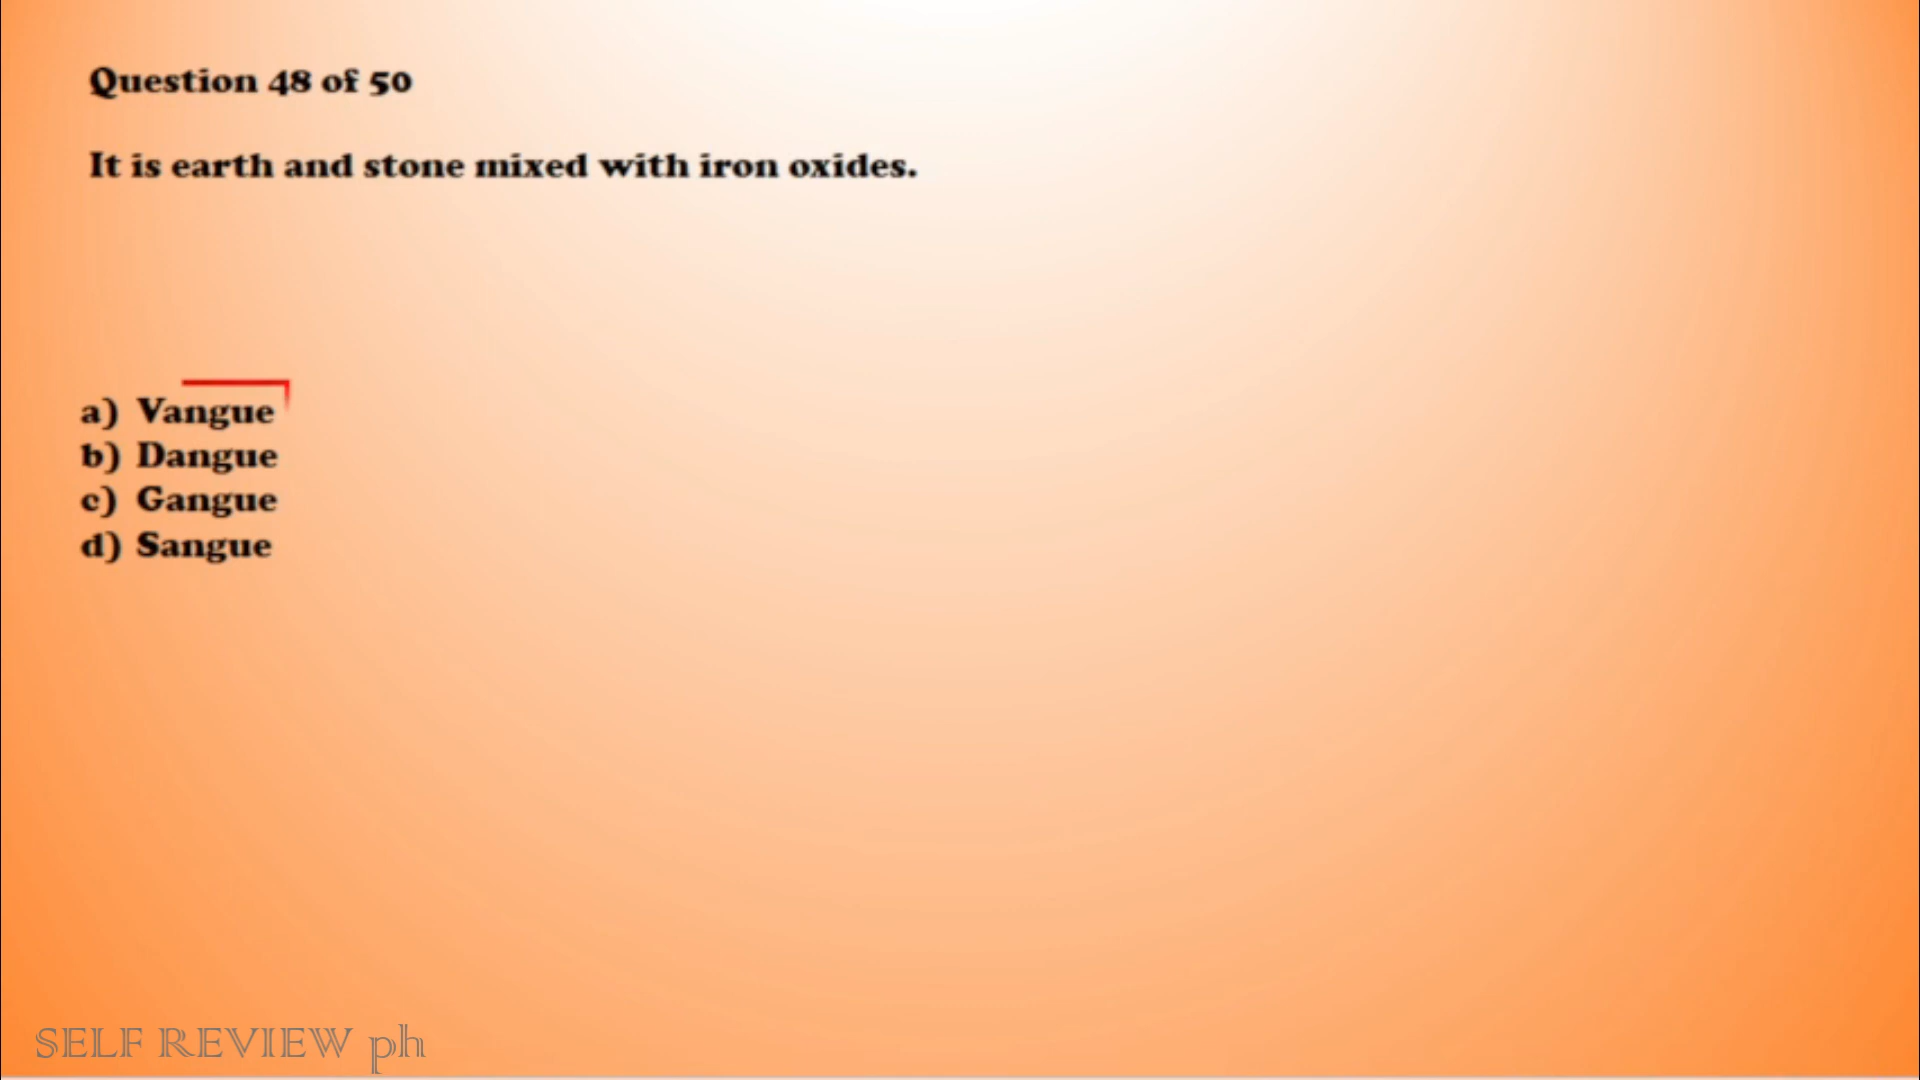 Question 48 of 50
It is earth and stone mixed with iron oxides.
a) Vangue
b) Dangue
c) Gangue
d) Sangue
SELF REVIEW ph